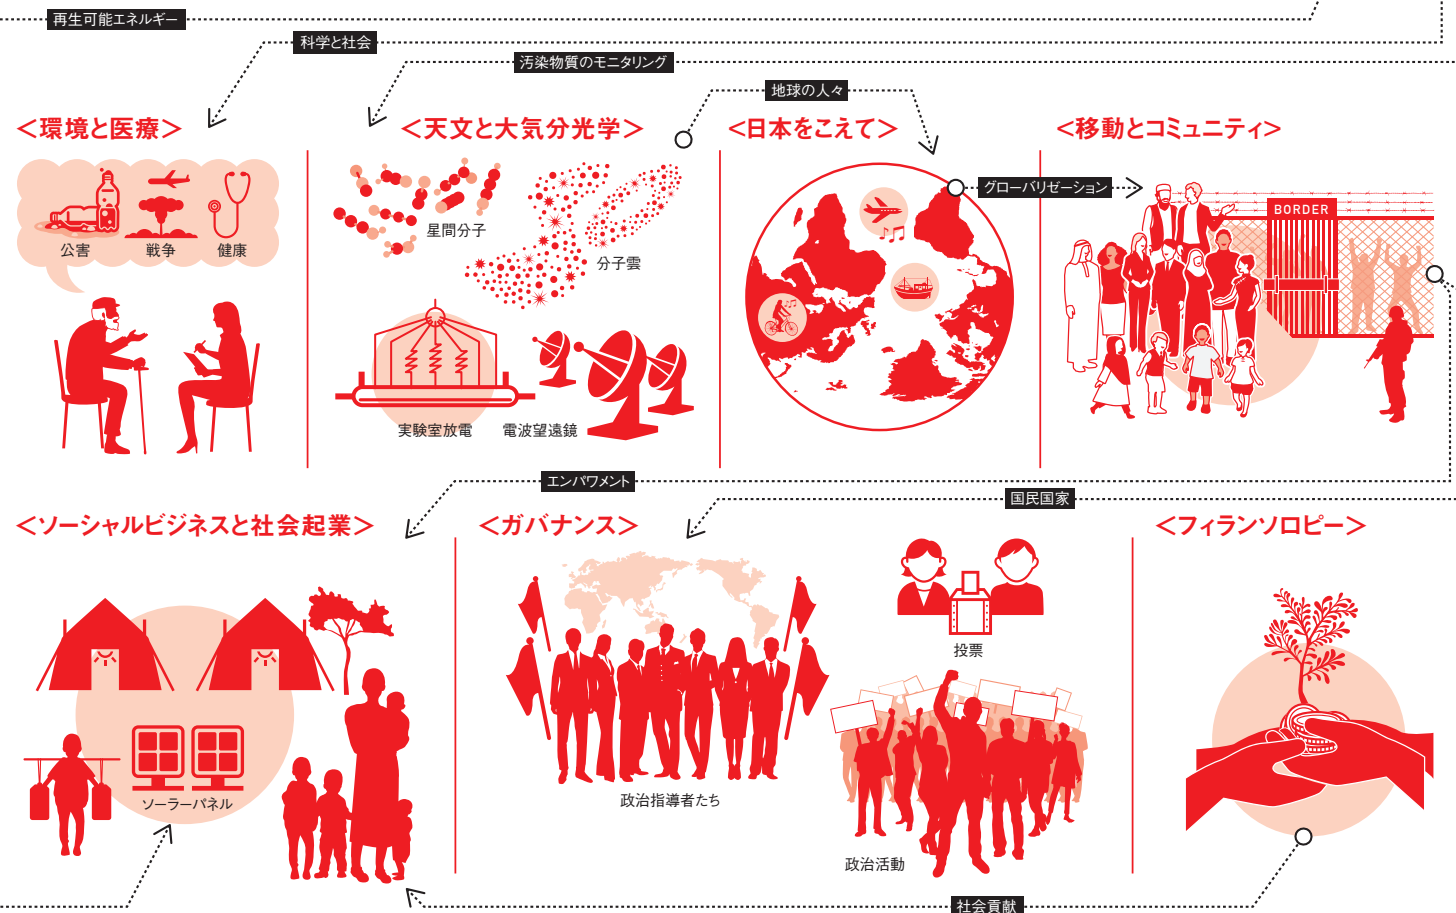 再生可能エネルギー
科学と社会
汚染物質のモニタリング
地球の人々
＜環境と医療＞
＜天文と大気分光学＞
＜日本をこえて＞
＜移動とコミュニティ＞
グローバリゼーション
BORDER
公害
戦争
健康
星間分子
分子雲
実験室放電
電波望遠鏡
エンパワメント
国民国家
＜ソーシャルビジネスと社会起業＞
＜ガバナンス＞
＜フィランソロピー＞
投票
ソーラーパネル
政治指導者たち
政治活動
社会貢献